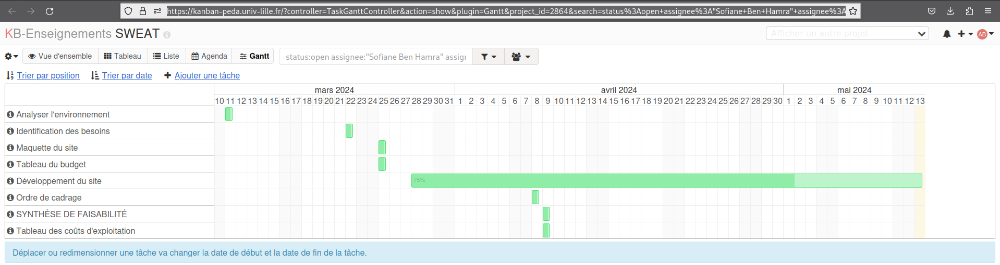 https://kanban-peda.univ-lille.fr/?controller=TaskGanttController&action=show&plugin=Gantt&project_id=2864&search=status%3Aopen+assignee%3A"Sofiane+Ben+Hamra"+assignee%3A
KB-Enseignements SWEAT
Afficher un autre projet
AB
Vue d'ensemble Tableau Liste Agenda Gantt status:open assignee:"Sofiane Ben Hamra" assign
Trier par position Trier par date Ajouter une tâche
mars 2024 avril 2024 mai 2024
10 11 12 13 14 15 16 17 18 19 20 21 22 23 24 25 26 27 28 29 30 31 1 2 3 4 5 6 7 8 9 10 11 12 13 14 15 16 17 18 19 20 21 22 23 24 25 26 27 28 29 30 1 2 3 4 5 6 7 8 9 10 11 12 13
Analyser l'environnement
Identification des besoins
Maquette du site
Tableau du budget
Développement du site 75%
Ordre de cadrage
SYNTHÈSE DE FAISABILITÉ
Tableau des coûts d'exploitation
Déplacer ou redimensionner une tâche va changer la date de début et la date de fin de la tâche.